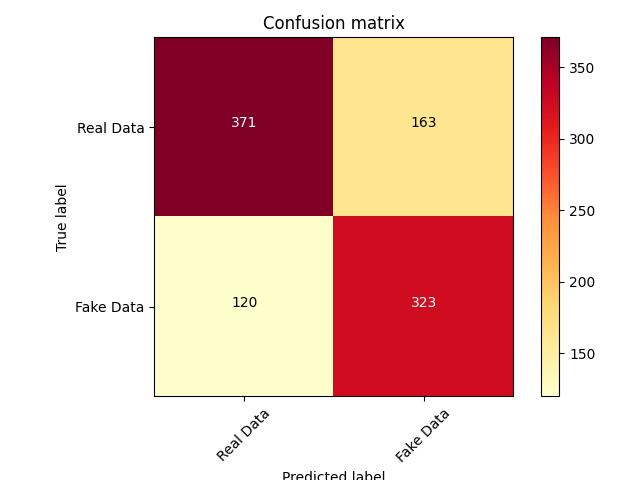 Confusion matrix
Real Data
371
163
True label
Fake Data
120
323
Real Data
Fake Data
Predicted label
350
300
250
200
150